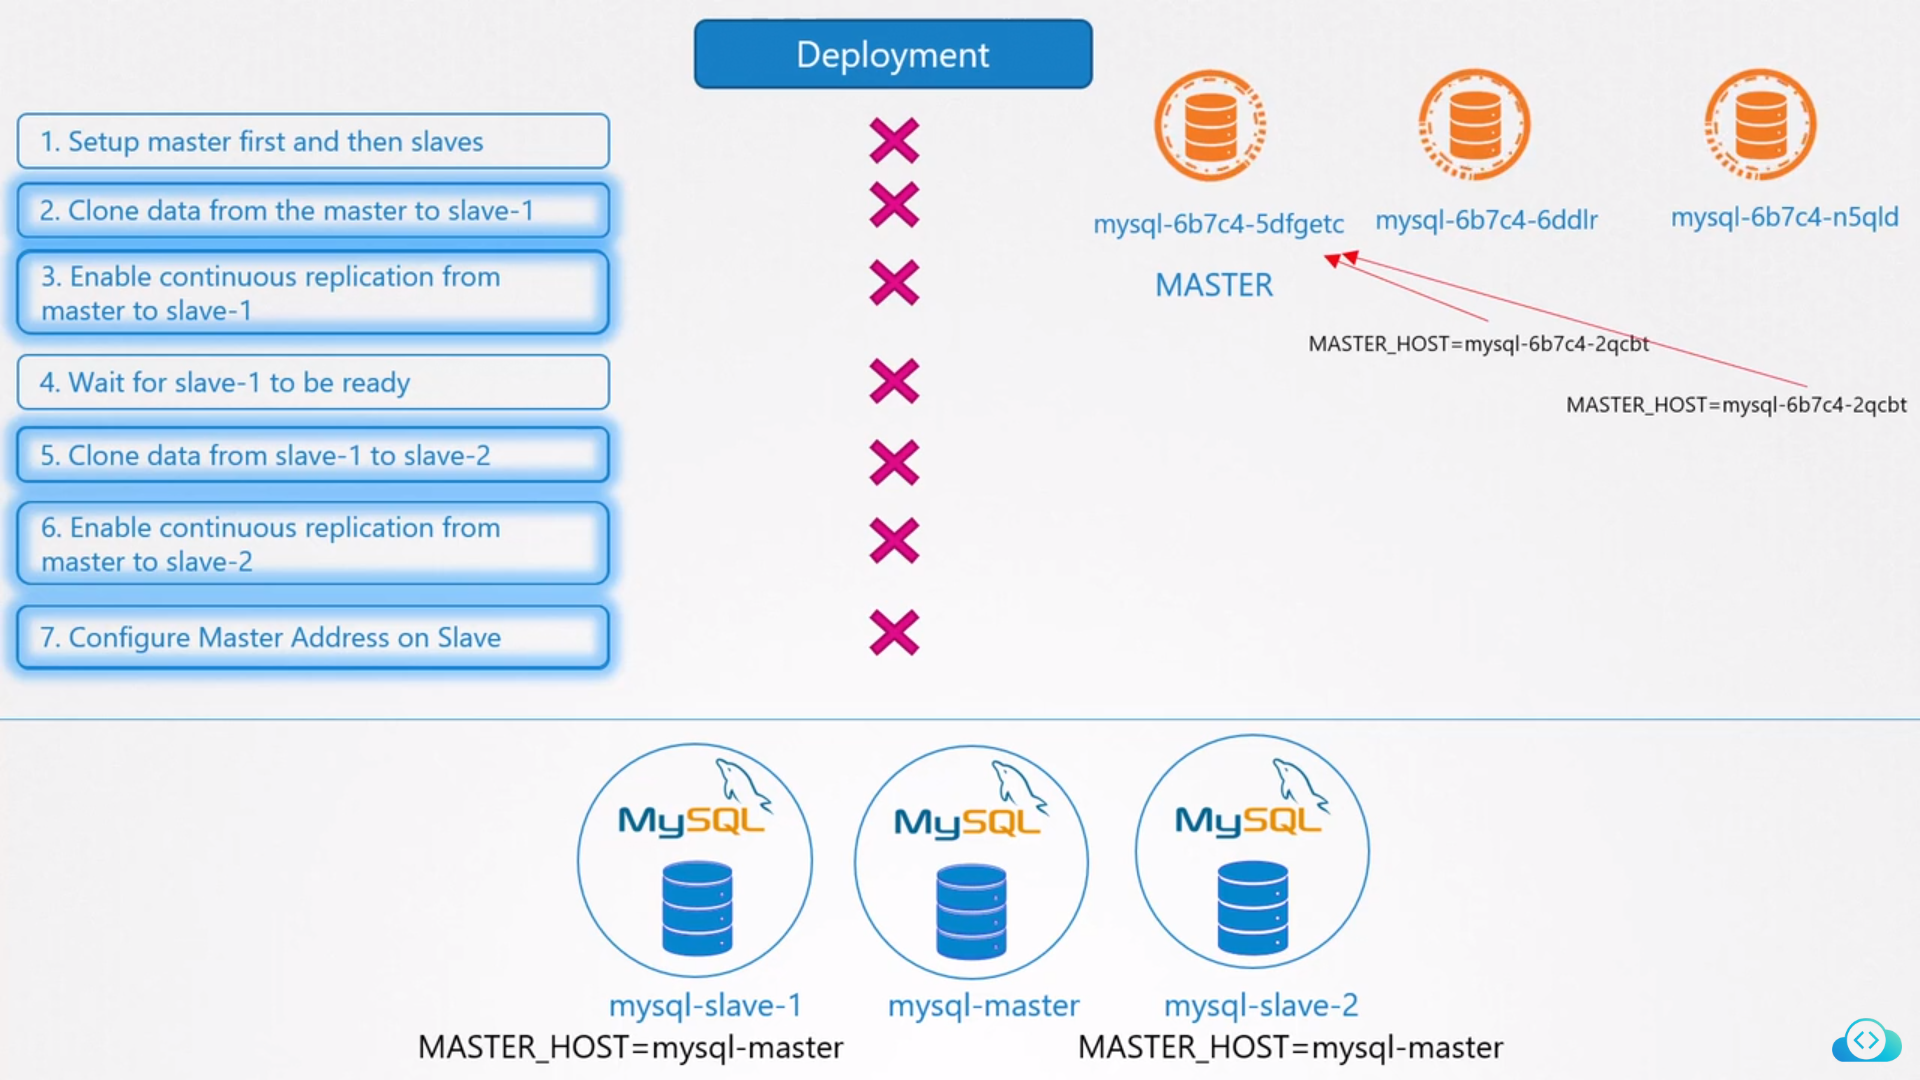 Deployment
1. Setup master first and then slaves
2. Clone data from the master to slave-1
3. Enable continuous replication from
master to slave-1
4. Wait for slave-1 to be ready
5. Clone data from slave-1 to slave-2
6. Enable continuous replication from
master to slave-2
7. Configure Master Address on Slave
mysql-6b7c4-5dfgetc
mysql-6b7c4-6ddlr
mysql-6b7c4-n5qld
MASTER
MASTER_HOST=mysql-6b7c4-2qcbt
MASTER_HOST=mysql-6b7c4-2qcbt
MySQL
MySQL
MySQL
mysql-slave-1
mysql-master
mysql-slave-2
MASTER_HOST=mysql-master
MASTER_HOST=mysql-master